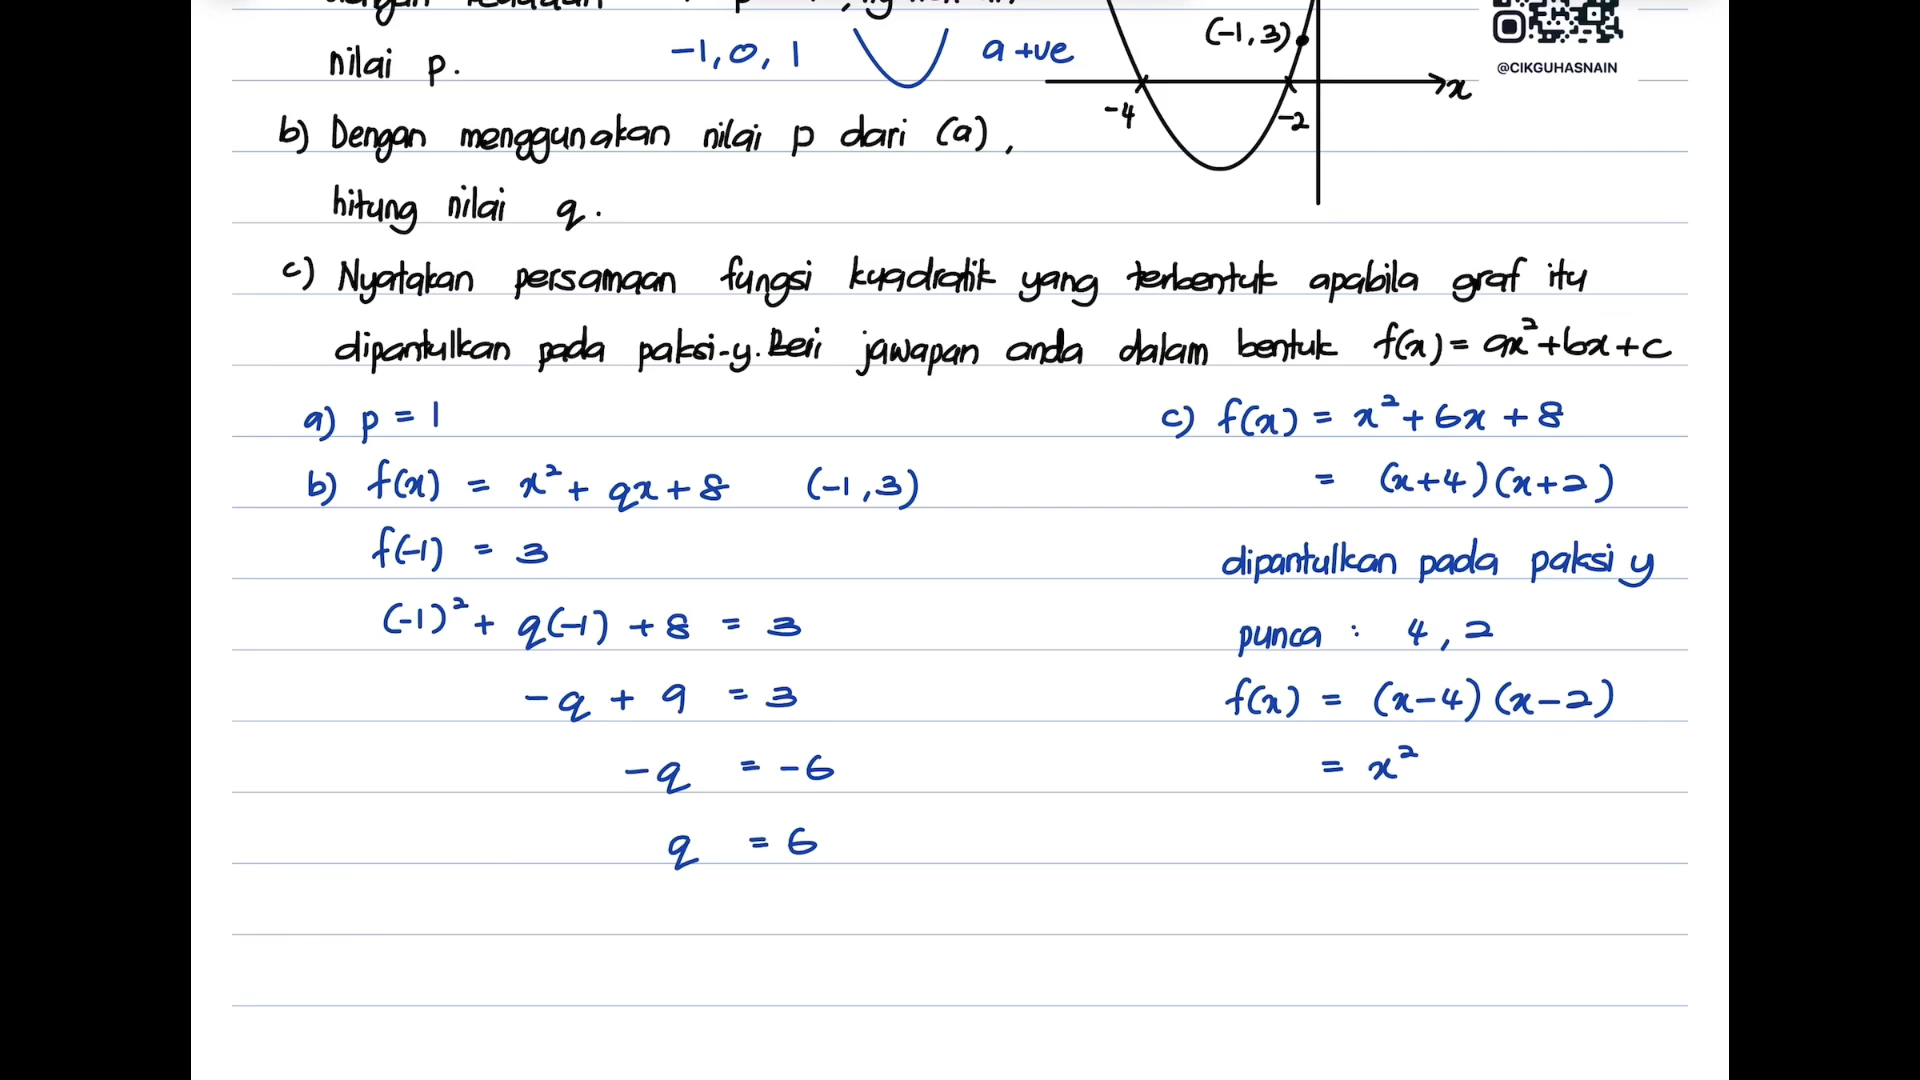 nilai p.
-1, 0, 1
a +ve
(-1, 3)
x
-4
-2
@CIKGUHASNAIN
b) Dengan menggunakan nilai p dari (a),
hitung nilai q.
c) Nyatakan persamaan fungsi kuadratik yang terbentuk apabila graf itu
dipantulkan pada paksi-y. Beri jawapan anda dalam bentuk f(x) = ax² + bx + c
a) p = 1
b) f(x) = x² + qx + 8 (-1, 3)
f(-1) = 3
(-1)² + q(-1) + 8 = 3
-q + 9 = 3
-q = -6
q = 6
c) f(x) = x² + 6x + 8
= (x+4)(x+2)
dipantulkan pada paksi y
punca : 4, 2
f(x) = (x-4)(x-2)
= x²